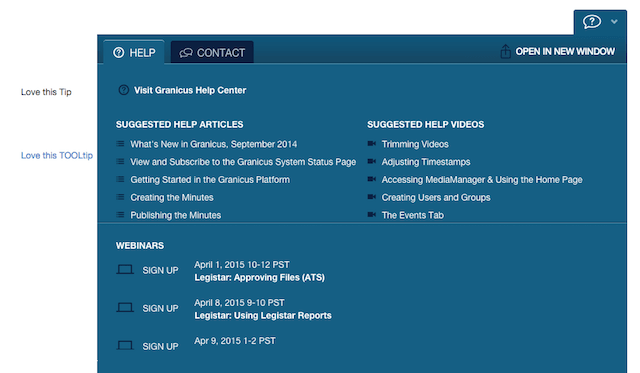 HELP
CONTACT
OPEN IN NEW WINDOW
Love this Tip
Love this TOOLtip
Visit Granicus Help Center
SUGGESTED HELP ARTICLES
What's New in Granicus, September 2014
View and Subscribe to the Granicus System Status Page
Getting Started in the Granicus Platform
Creating the Minutes
Publishing the Minutes
SUGGESTED HELP VIDEOS
Trimming Videos
Adjusting Timestamps
Accessing MediaManager & Using the Home Page
Creating Users and Groups
The Events Tab
WEBINARS
SIGN UP
April 1, 2015 10-12 PST
Legistar: Approving Files (ATS)
SIGN UP
April 8, 2015 9-10 PST
Legistar: Using Legistar Reports
SIGN UP
Apr 9, 2015 1-2 PST